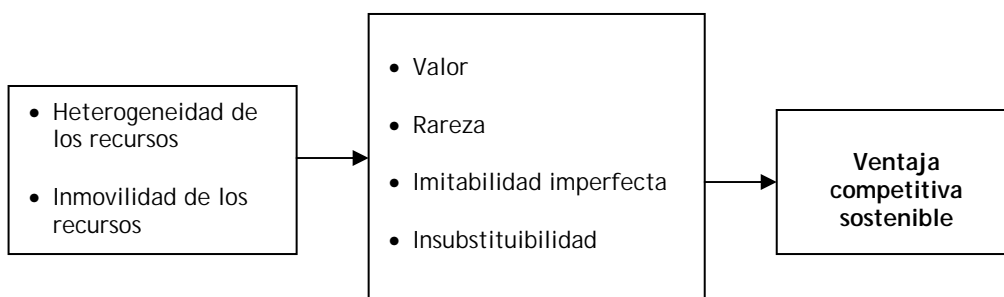 • Heterogeneidad de
los recursos
• Inmovilidad de los
recursos
• Valor
• Rareza
• Imitabilidad imperfecta
• Insubstituibilidad
Ventaja
competitiva
sostenible